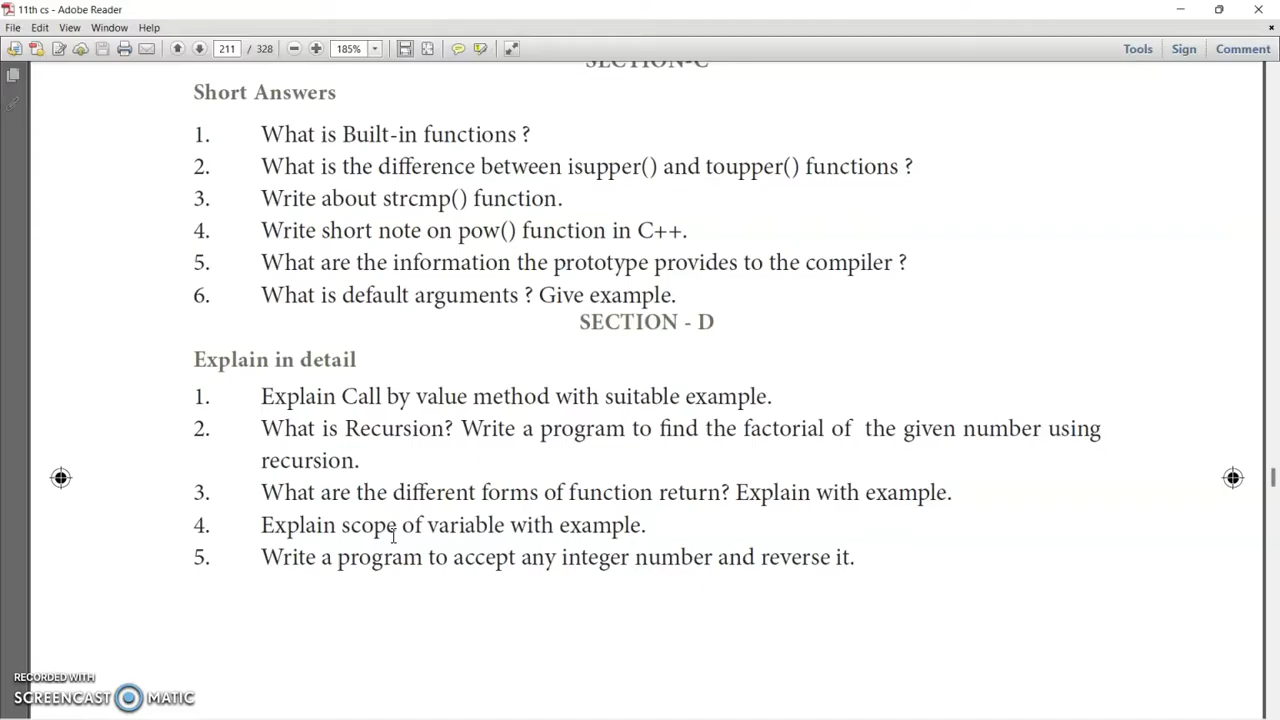 11th cs - Adobe Reader
File Edit View Window Help
211 / 328 185% Tools Sign Comment
SECTION-C
Short Answers
1. What is Built-in functions ?
2. What is the difference between isupper() and toupper() functions ?
3. Write about strcmp() function.
4. Write short note on pow() function in C++.
5. What are the information the prototype provides to the compiler ?
6. What is default arguments ? Give example.
SECTION - D
Explain in detail
1. Explain Call by value method with suitable example.
2. What is Recursion? Write a program to find the factorial of the given number using
recursion.
3. What are the different forms of function return? Explain with example.
4. Explain scope of variable with example.
5. Write a program to accept any integer number and reverse it.
RECORDED WITH
SCREENCAST MATIC